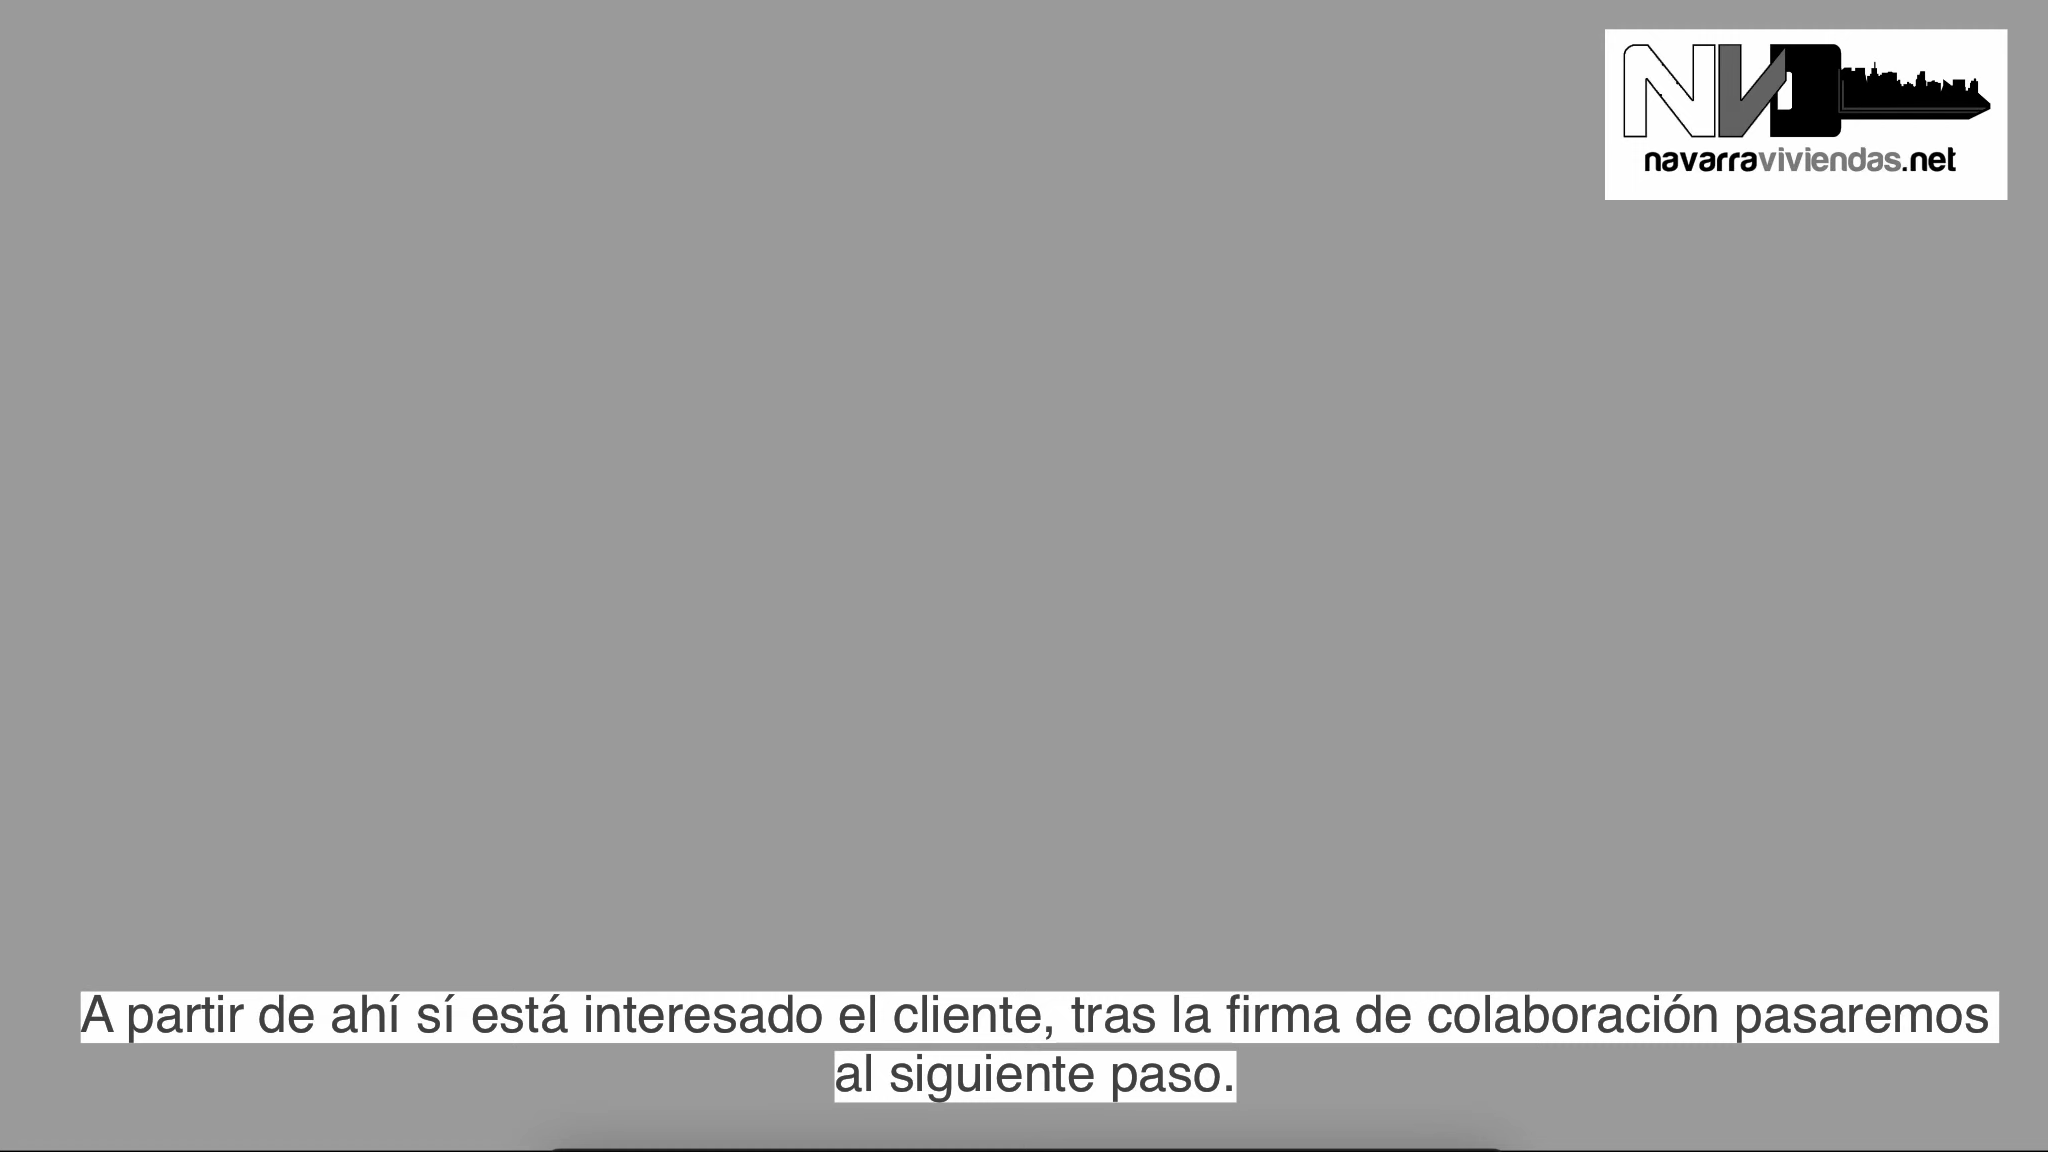 NV
navarraviviendas.net
A partir de ahí sí está interesado el cliente, tras la firma de colaboración pasaremos
al siguiente paso.